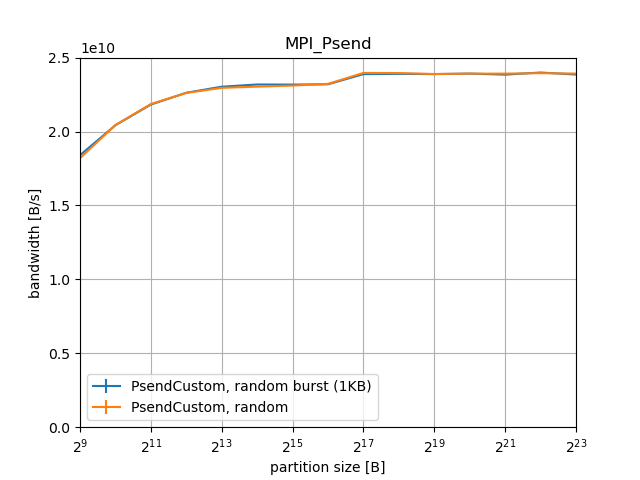 MPI_Psend
1e10
2.5
2.0
1.5
1.0
0.5
0.0
bandwidth [B/s]
PsendCustom, random burst (1KB)
PsendCustom, random
2^9 2^11 2^13 2^15 2^17 2^19 2^21 2^23
partition size [B]